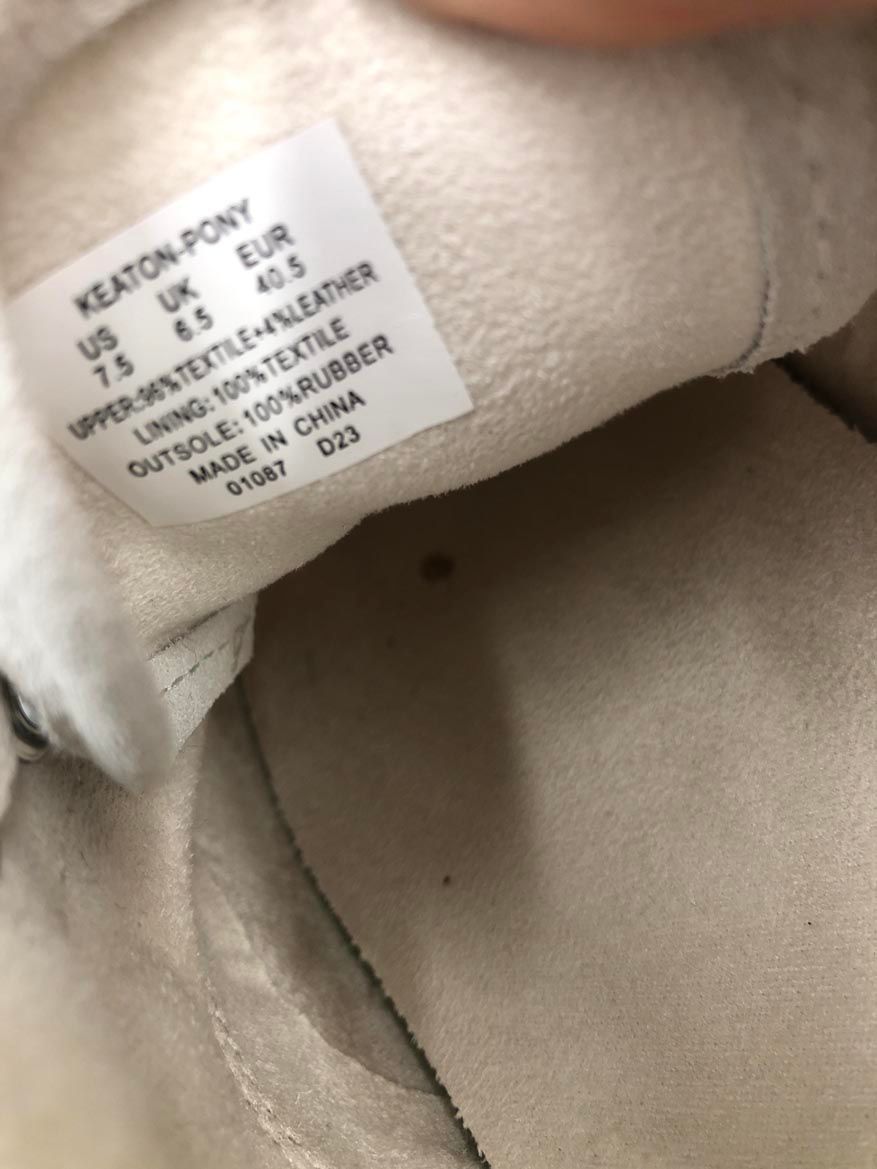 KEATON-PONY
US UK EUR
7.5 6.5 40.5
UPPER:96%TEXTILE+4%LEATHER
LINING:100%TEXTILE
OUTSOLE:100%RUBBER
MADE IN CHINA
01087 D23